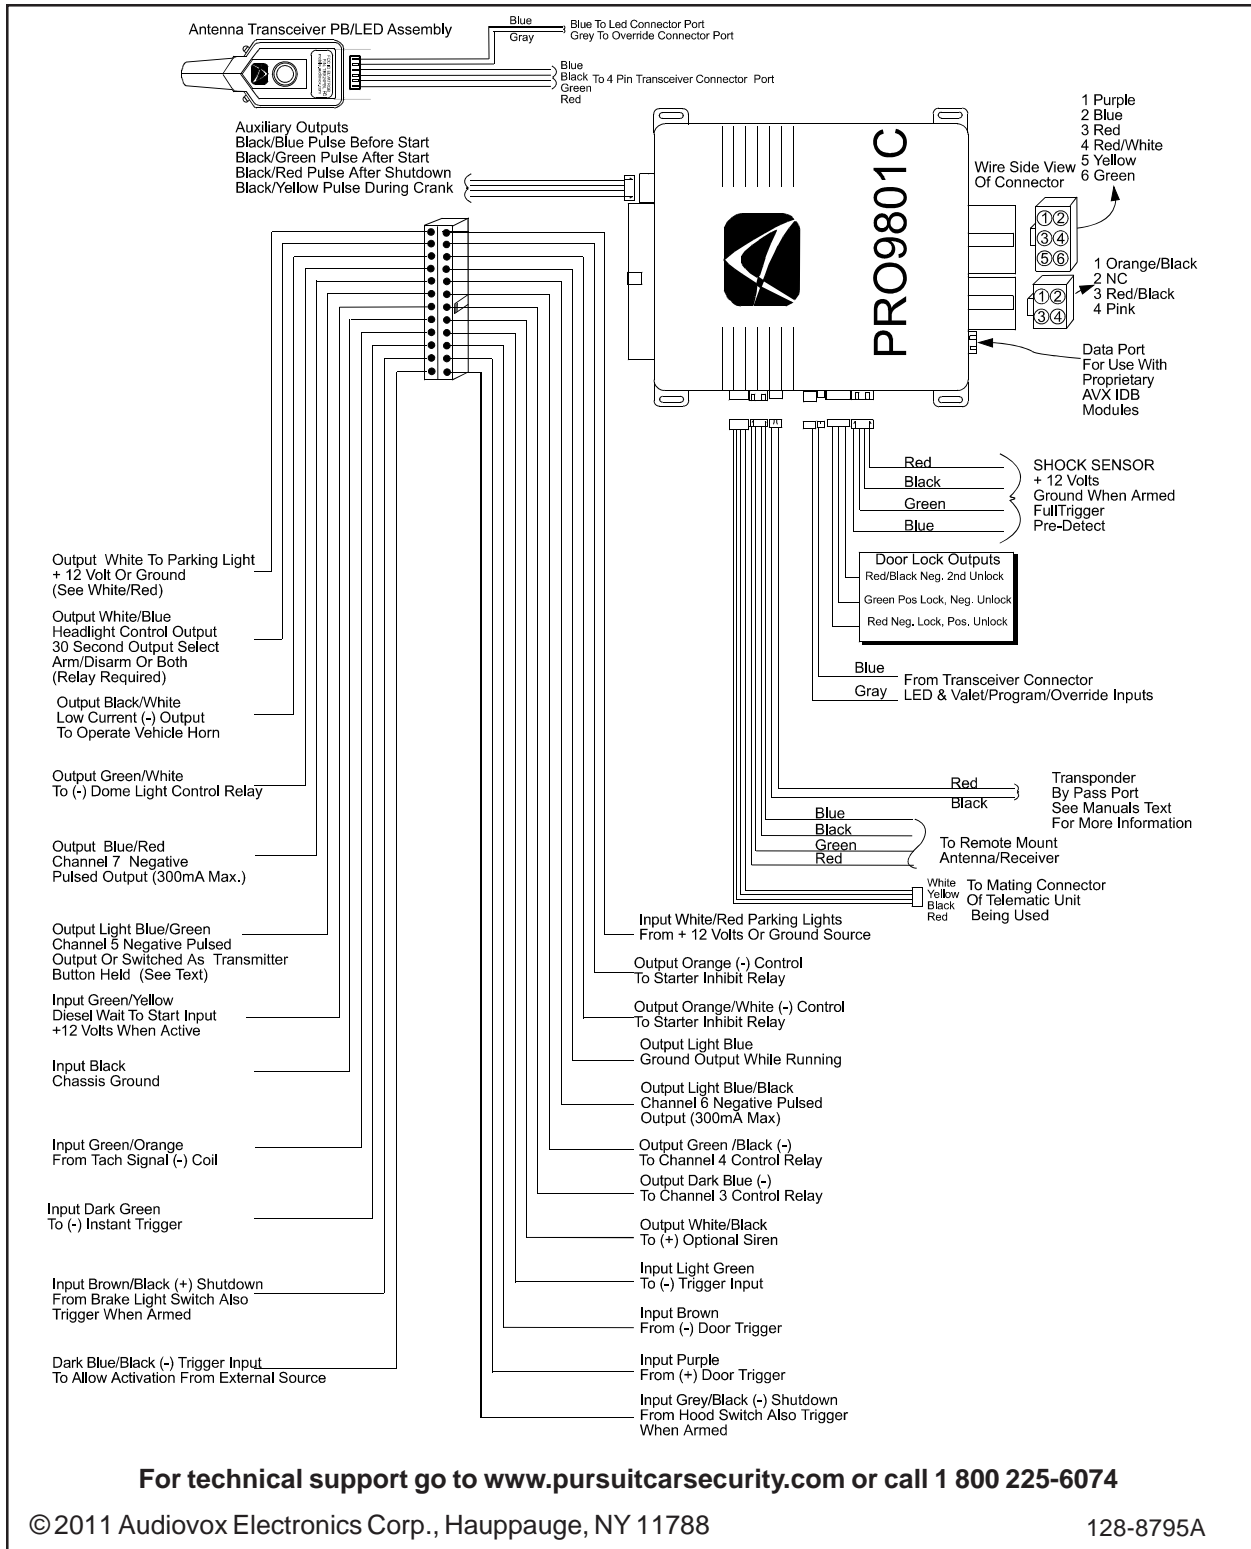 Antenna Transceiver PB/LED Assembly
Blue
Gray
Blue To Led Connector Port
Grey To Override Connector Port
Blue
Black
Green
Red
To 4 Pin Transceiver Connector Port
Auxiliary Outputs
Black/Blue Pulse Before Start
Black/Green Pulse After Start
Black/Red Pulse After Shutdown
Black/Yellow Pulse During Crank
PRO9801C
Wire Side View
Of Connector
1 Purple
2 Blue
3 Red
4 Red/White
5 Yellow
6 Green
1 2
3 4
5 6
1 Orange/Black
2 NC
3 Red/Black
4 Pink
1 2
3 4
Data Port
For Use With
Proprietary
AVX IDB
Modules
Red
Black
Green
Blue
SHOCK SENSOR
+ 12 Volts
Ground When Armed
FullTrigger
Pre-Detect
Door Lock Outputs
Red/Black Neg. 2nd Unlock
Green Pos Lock, Neg. Unlock
Red Neg. Lock, Pos. Unlock
Blue
Gray
From Transceiver Connector
LED & Valet/Program/Override Inputs
Red
Black
Transponder
By Pass Port
See Manuals Text
For More Information
Blue
Black
Green
Red
To Remote Mount
Antenna/Receiver
White
Yellow
Black
Red
To Mating Connector
Of Telematic Unit
Being Used
Output White To Parking Light
+ 12 Volt Or Ground
(See White/Red)
Output White/Blue
Headlight Control Output
30 Second Output Select
Arm/Disarm Or Both
(Relay Required)
Output Black/White
Low Current (-) Output
To Operate Vehicle Horn
Output Green/White
To (-) Dome Light Control Relay
Output Blue/Red
Channel 7 Negative
Pulsed Output (300mA Max.)
Output Light Blue/Green
Channel 5 Negative Pulsed
Output Or Switched As Transmitter
Button Held (See Text)
Input Green/Yellow
Diesel Wait To Start Input
+12 Volts When Active
Input Black
Chassis Ground
Input Green/Orange
From Tach Signal (-) Coil
Input Dark Green
To (-) Instant Trigger
Input Brown/Black (+) Shutdown
From Brake Light Switch Also
Trigger When Armed
Dark Blue/Black (-) Trigger Input
To Allow Activation From External Source
Input White/Red Parking Lights
From + 12 Volts Or Ground Source
Output Orange (-) Control
To Starter Inhibit Relay
Output Orange/White (-) Control
To Starter Inhibit Relay
Output Light Blue
Ground Output While Running
Output Light Blue/Black
Channel 6 Negative Pulsed
Output (300mA Max)
Output Green /Black (-)
To Channel 4 Control Relay
Output Dark Blue (-)
To Channel 3 Control Relay
Output White/Black
To (+) Optional Siren
Input Light Green
To (-) Trigger Input
Input Brown
From (-) Door Trigger
Input Purple
From (+) Door Trigger
Input Grey/Black (-) Shutdown
From Hood Switch Also Trigger
When Armed
For technical support go to www.pursuitcarsecurity.com or call 1 800 225-6074
© 2011 Audiovox Electronics Corp., Hauppauge, NY 11788
128-8795A